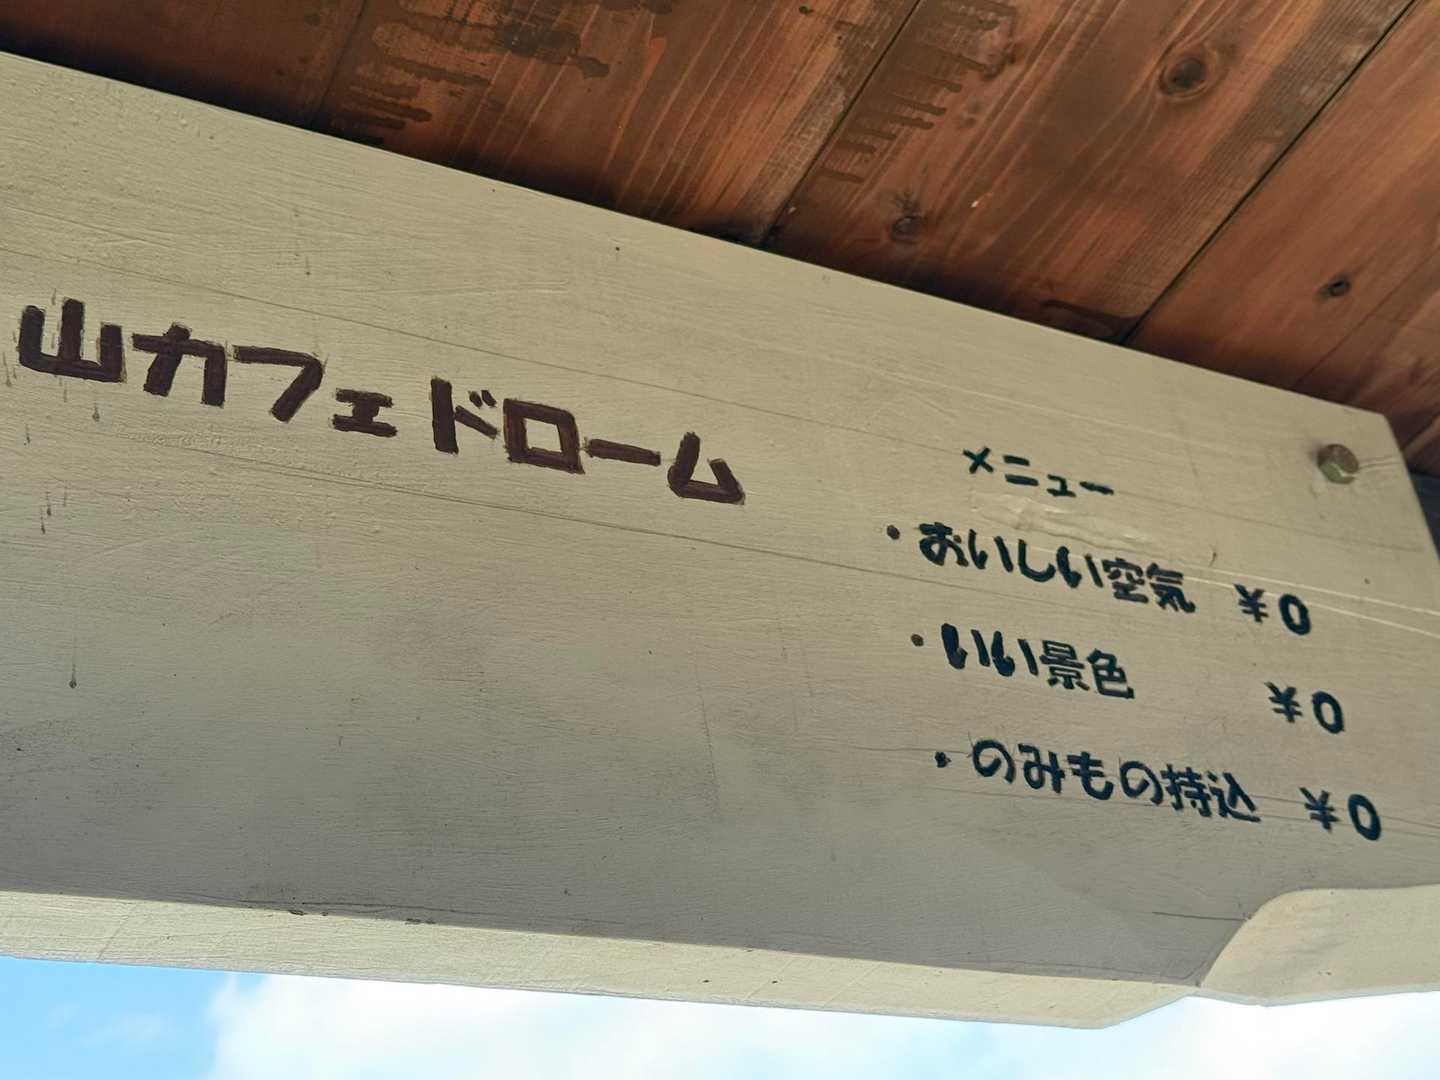 山カフェドローム
メニュー
・おいしい空気 ¥0
・いい景色 ¥0
・のみもの持込 ¥0